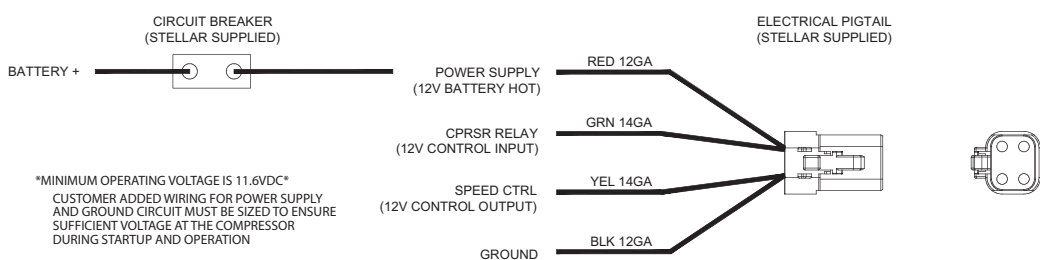 CIRCUIT BREAKER
(STELLAR SUPPLIED)
ELECTRICAL PIGTAIL
(STELLAR SUPPLIED)
BATTERY +
POWER SUPPLY
(12V BATTERY HOT)
RED 12GA
CPRSR RELAY
(12V CONTROL INPUT)
GRN 14GA
*MINIMUM OPERATING VOLTAGE IS 11.6VDC*
CUSTOMER ADDED WIRING FOR POWER SUPPLY
AND GROUND CIRCUIT MUST BE SIZED TO ENSURE
SUFFICIENT VOLTAGE AT THE COMPRESSOR
DURING STARTUP AND OPERATION
SPEED CTRL
(12V CONTROL OUTPUT)
YEL 14GA
GROUND
BLK 12GA